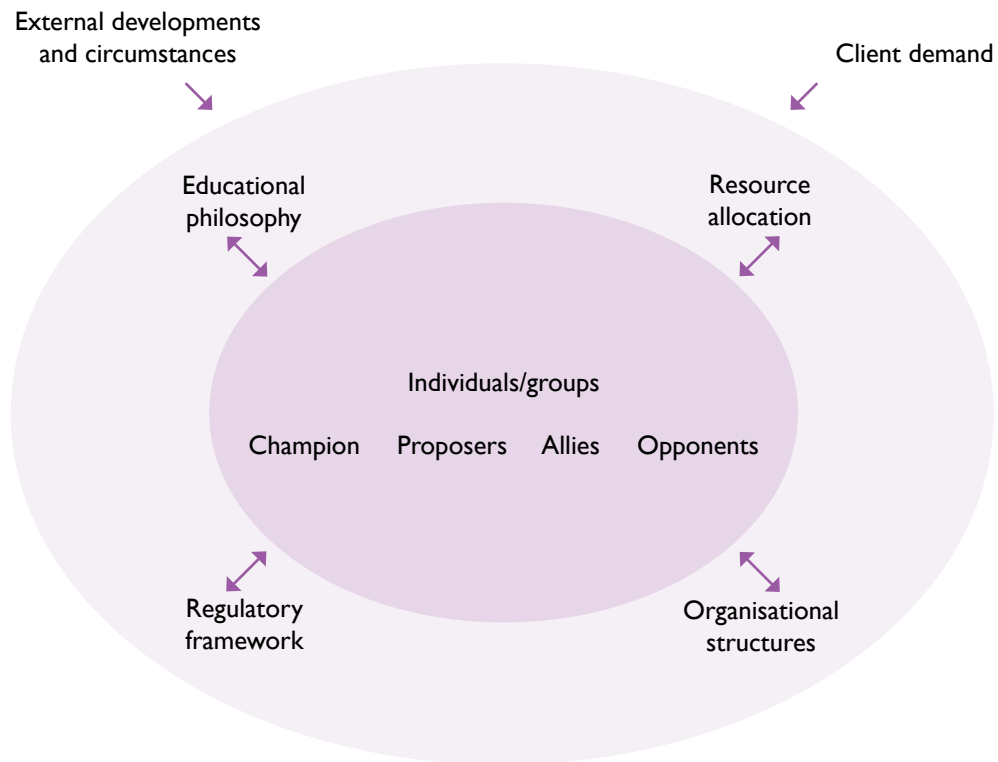 External developments
and circumstances
Client demand
Educational
philosophy
Resource
allocation
Individuals/groups
Champion Proposers Allies Opponents
Regulatory
framework
Organisational
structures